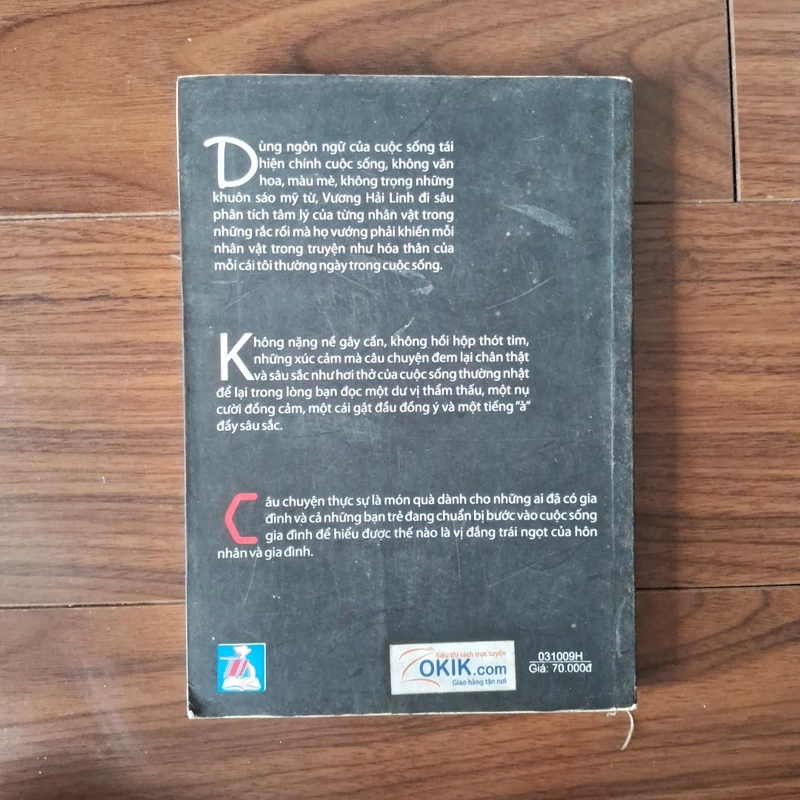 Dùng ngôn ngữ của cuộc sống tái
hiện chính cuộc sống, không văn
hoa, màu mè, không trọng những
khuôn sáo mỹ từ, Vương Hải Linh đi sâu
phân tích tâm lý của từng nhân vật trong
những rắc rối mà họ vướng phải khiến mỗi
nhân vật trong truyện như hóa thân của
mỗi cái tôi thường ngày trong cuộc sống.
Không nặng nề gây cấn, không hồi hộp thót tim,
những xúc cảm mà câu chuyện đem lại chân thật
và sâu sắc như hơi thở của cuộc sống thường nhật
để lại trong lòng bạn đọc một dư vị thẩm thấu, một nụ
cười đồng cảm, một cái gật đầu đồng ý và một tiếng "à"
đầy sâu sắc.
Câu chuyện thực sự là món quà dành cho những ai đã có gia
đình và cả những bạn trẻ đang chuẩn bị bước vào cuộc sống
gia đình để hiểu được thế nào là vị đắng trái ngọt của hôn
nhân và gia đình.
Siêu thị sách trực tuyến
ZOKIK.com
Giao hàng tận nơi
031009H
Giá: 70.000đ